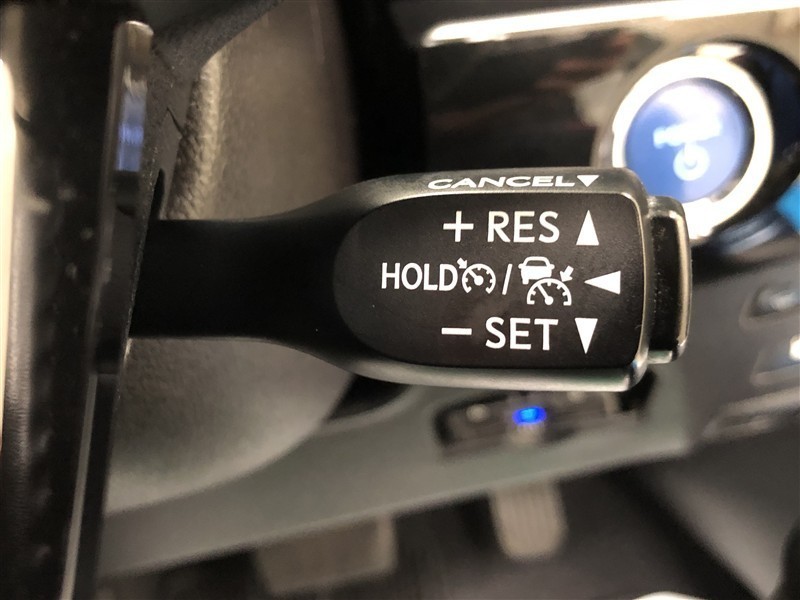 CANCEL▼
+ RES ▲
HOLD / ◀
− SET ▼